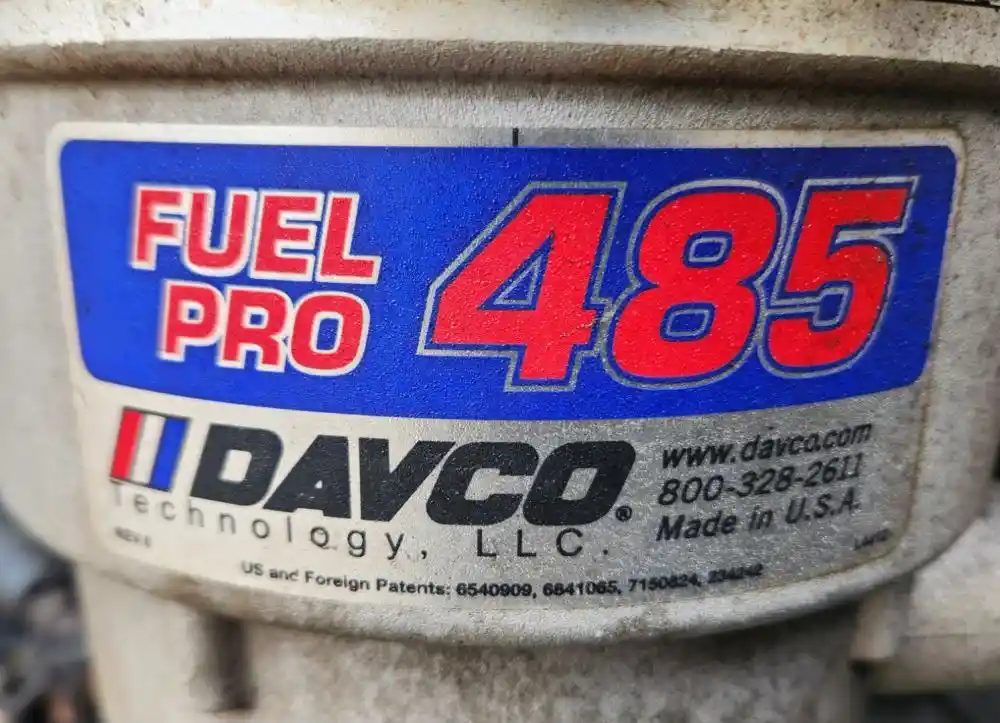 FUEL
PRO
485
DAVCO®
Technology, LLC.
www.davco.com
800-328-2611
Made in U.S.A.
US and Foreign Patents: 6540909, 6841065, 7150824, 234242